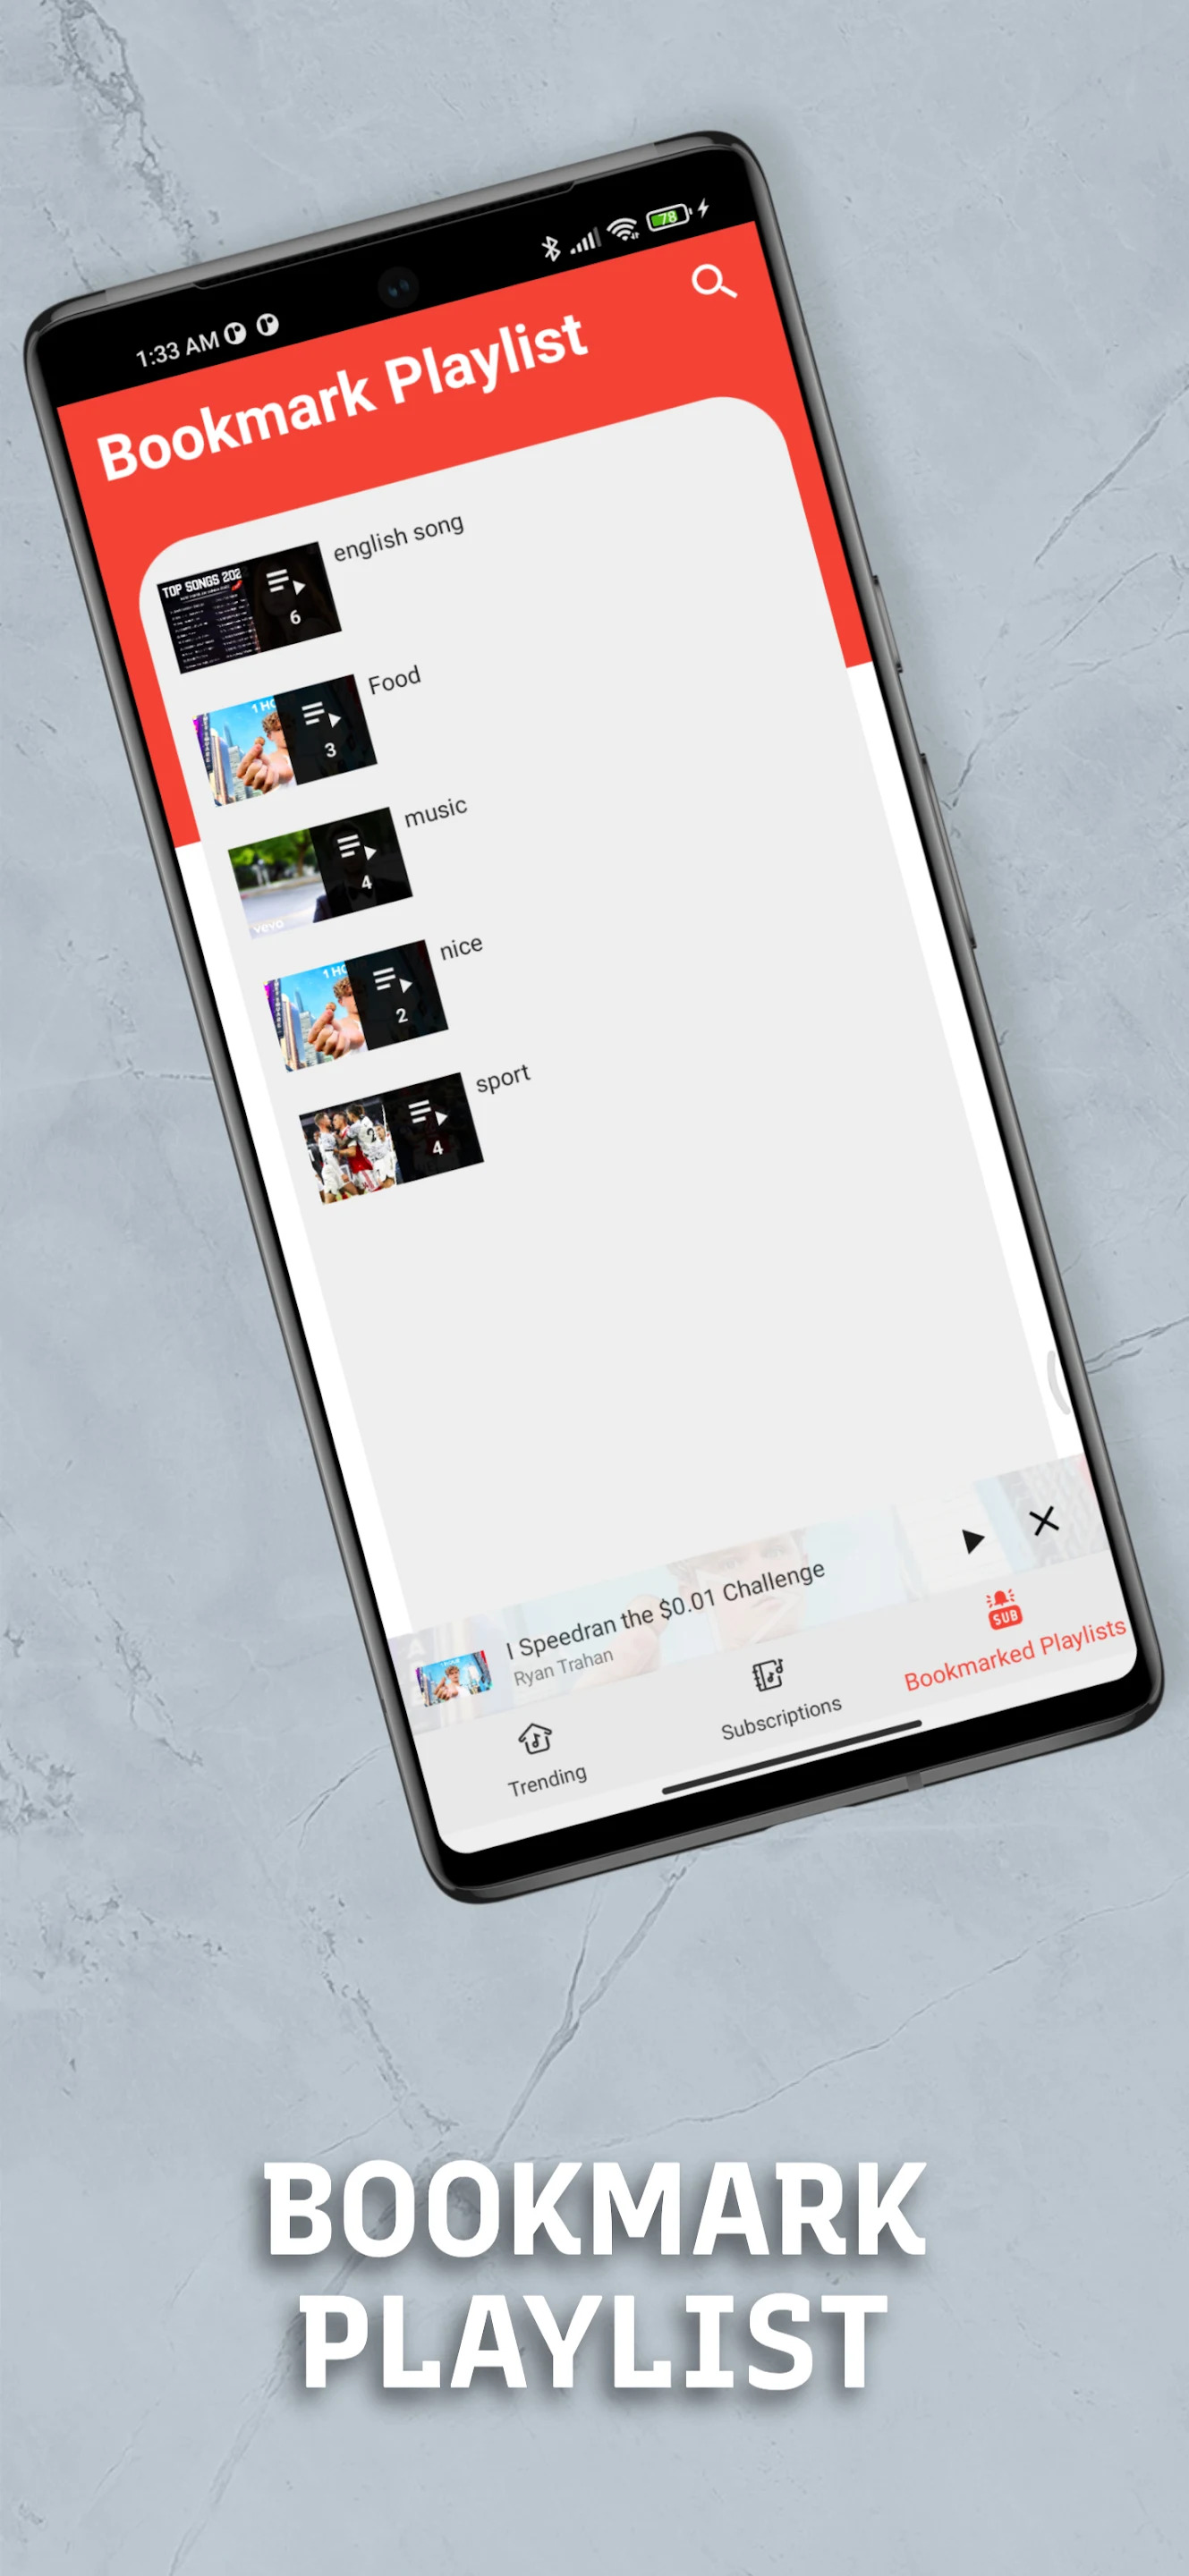 1:33 AM
78
Bookmark Playlist
english song
TOP SONGS 202
6
Food
1 HO
3
music
4
vevo
nice
1 HO
2
sport
4
I Speedran the $0.01 Challenge
Ryan Trahan
SUB
Trending
Subscriptions
Bookmarked Playlists
BOOKMARK
PLAYLIST